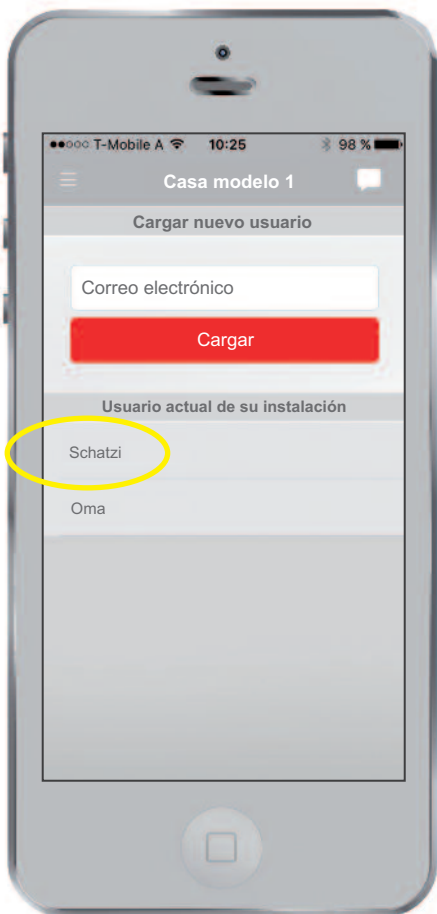 T-Mobile A 10:25 98 %
Casa modelo 1
Cargar nuevo usuario
Correo electrónico
Cargar
Usuario actual de su instalación
Schatzi
Oma